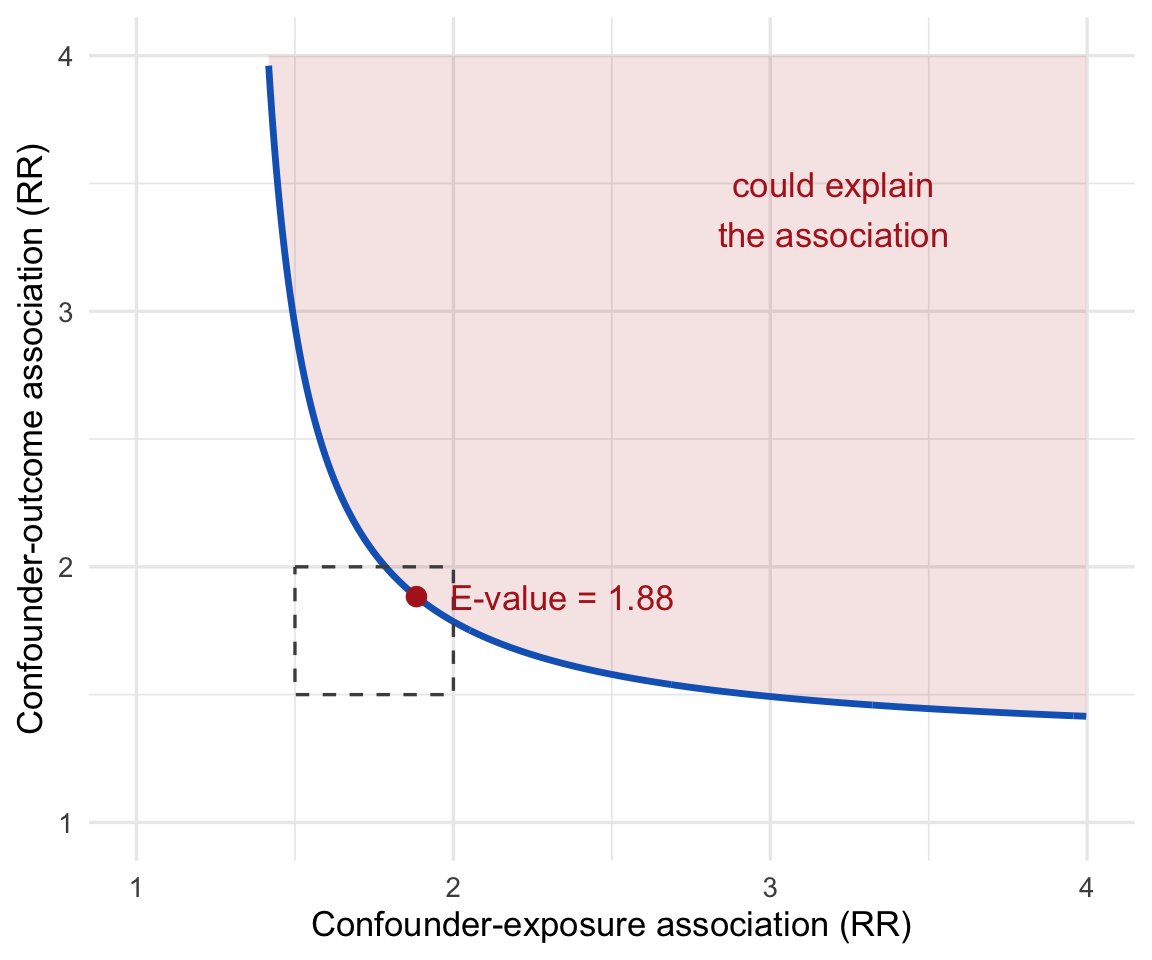 4
could explain
the association
3
2
E-value = 1.88
1
1 2 3 4
Confounder-exposure association (RR)
Confounder-outcome association (RR)